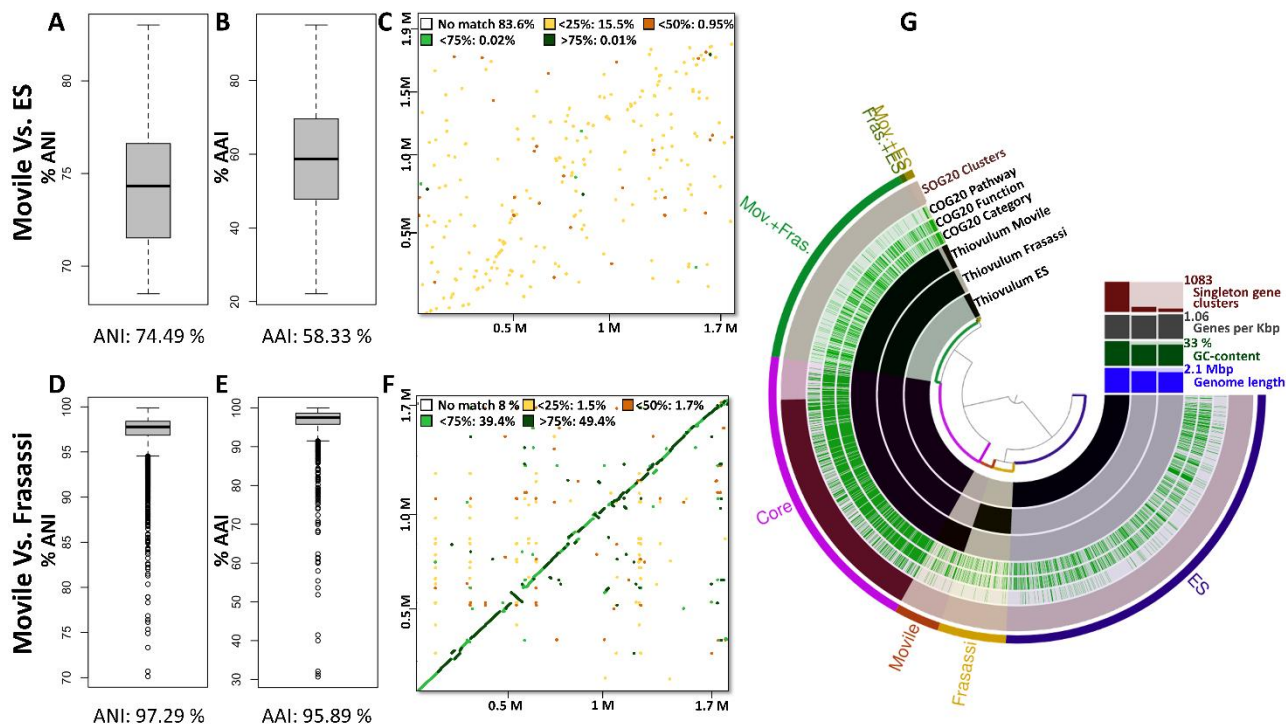 A
B
C
G
Movile Vs. ES
% ANI
80
75
70
ANI: 74.49 %
% AAI
80
60
40
20
AAI: 58.33 %
No match 83.6% <25%: 15.5% <50%: 0.95%
<75%: 0.02% >75%: 0.01%
1.9 M
1.5 M
1.0 M
0.5 M
0.5 M 1 M 1.7 M
D
E
F
Movile Vs. Frasassi
% ANI
100
95
90
85
80
75
70
ANI: 97.29 %
% AAI
100
90
80
70
60
50
40
30
AAI: 95.89 %
No match 8 % <25%: 1.5% <50%: 1.7%
<75%: 39.4% >75%: 49.4%
1.7 M
1.0 M
0.5 M
0.5 M 1 M 1.7 M
Mov.+ES
Fras.+ES
Mov.+Fras.
Core
Movile
Frasassi
ES
SOG20 Clusters
COG20 Pathway
COG20 Function
COG20 Category
Thiovulum Movile
Thiovulum Frasassi
Thiovulum ES
1083
Singleton gene
clusters
1.06
Genes per Kbp
33 %
GC-content
2.1 Mbp
Genome length